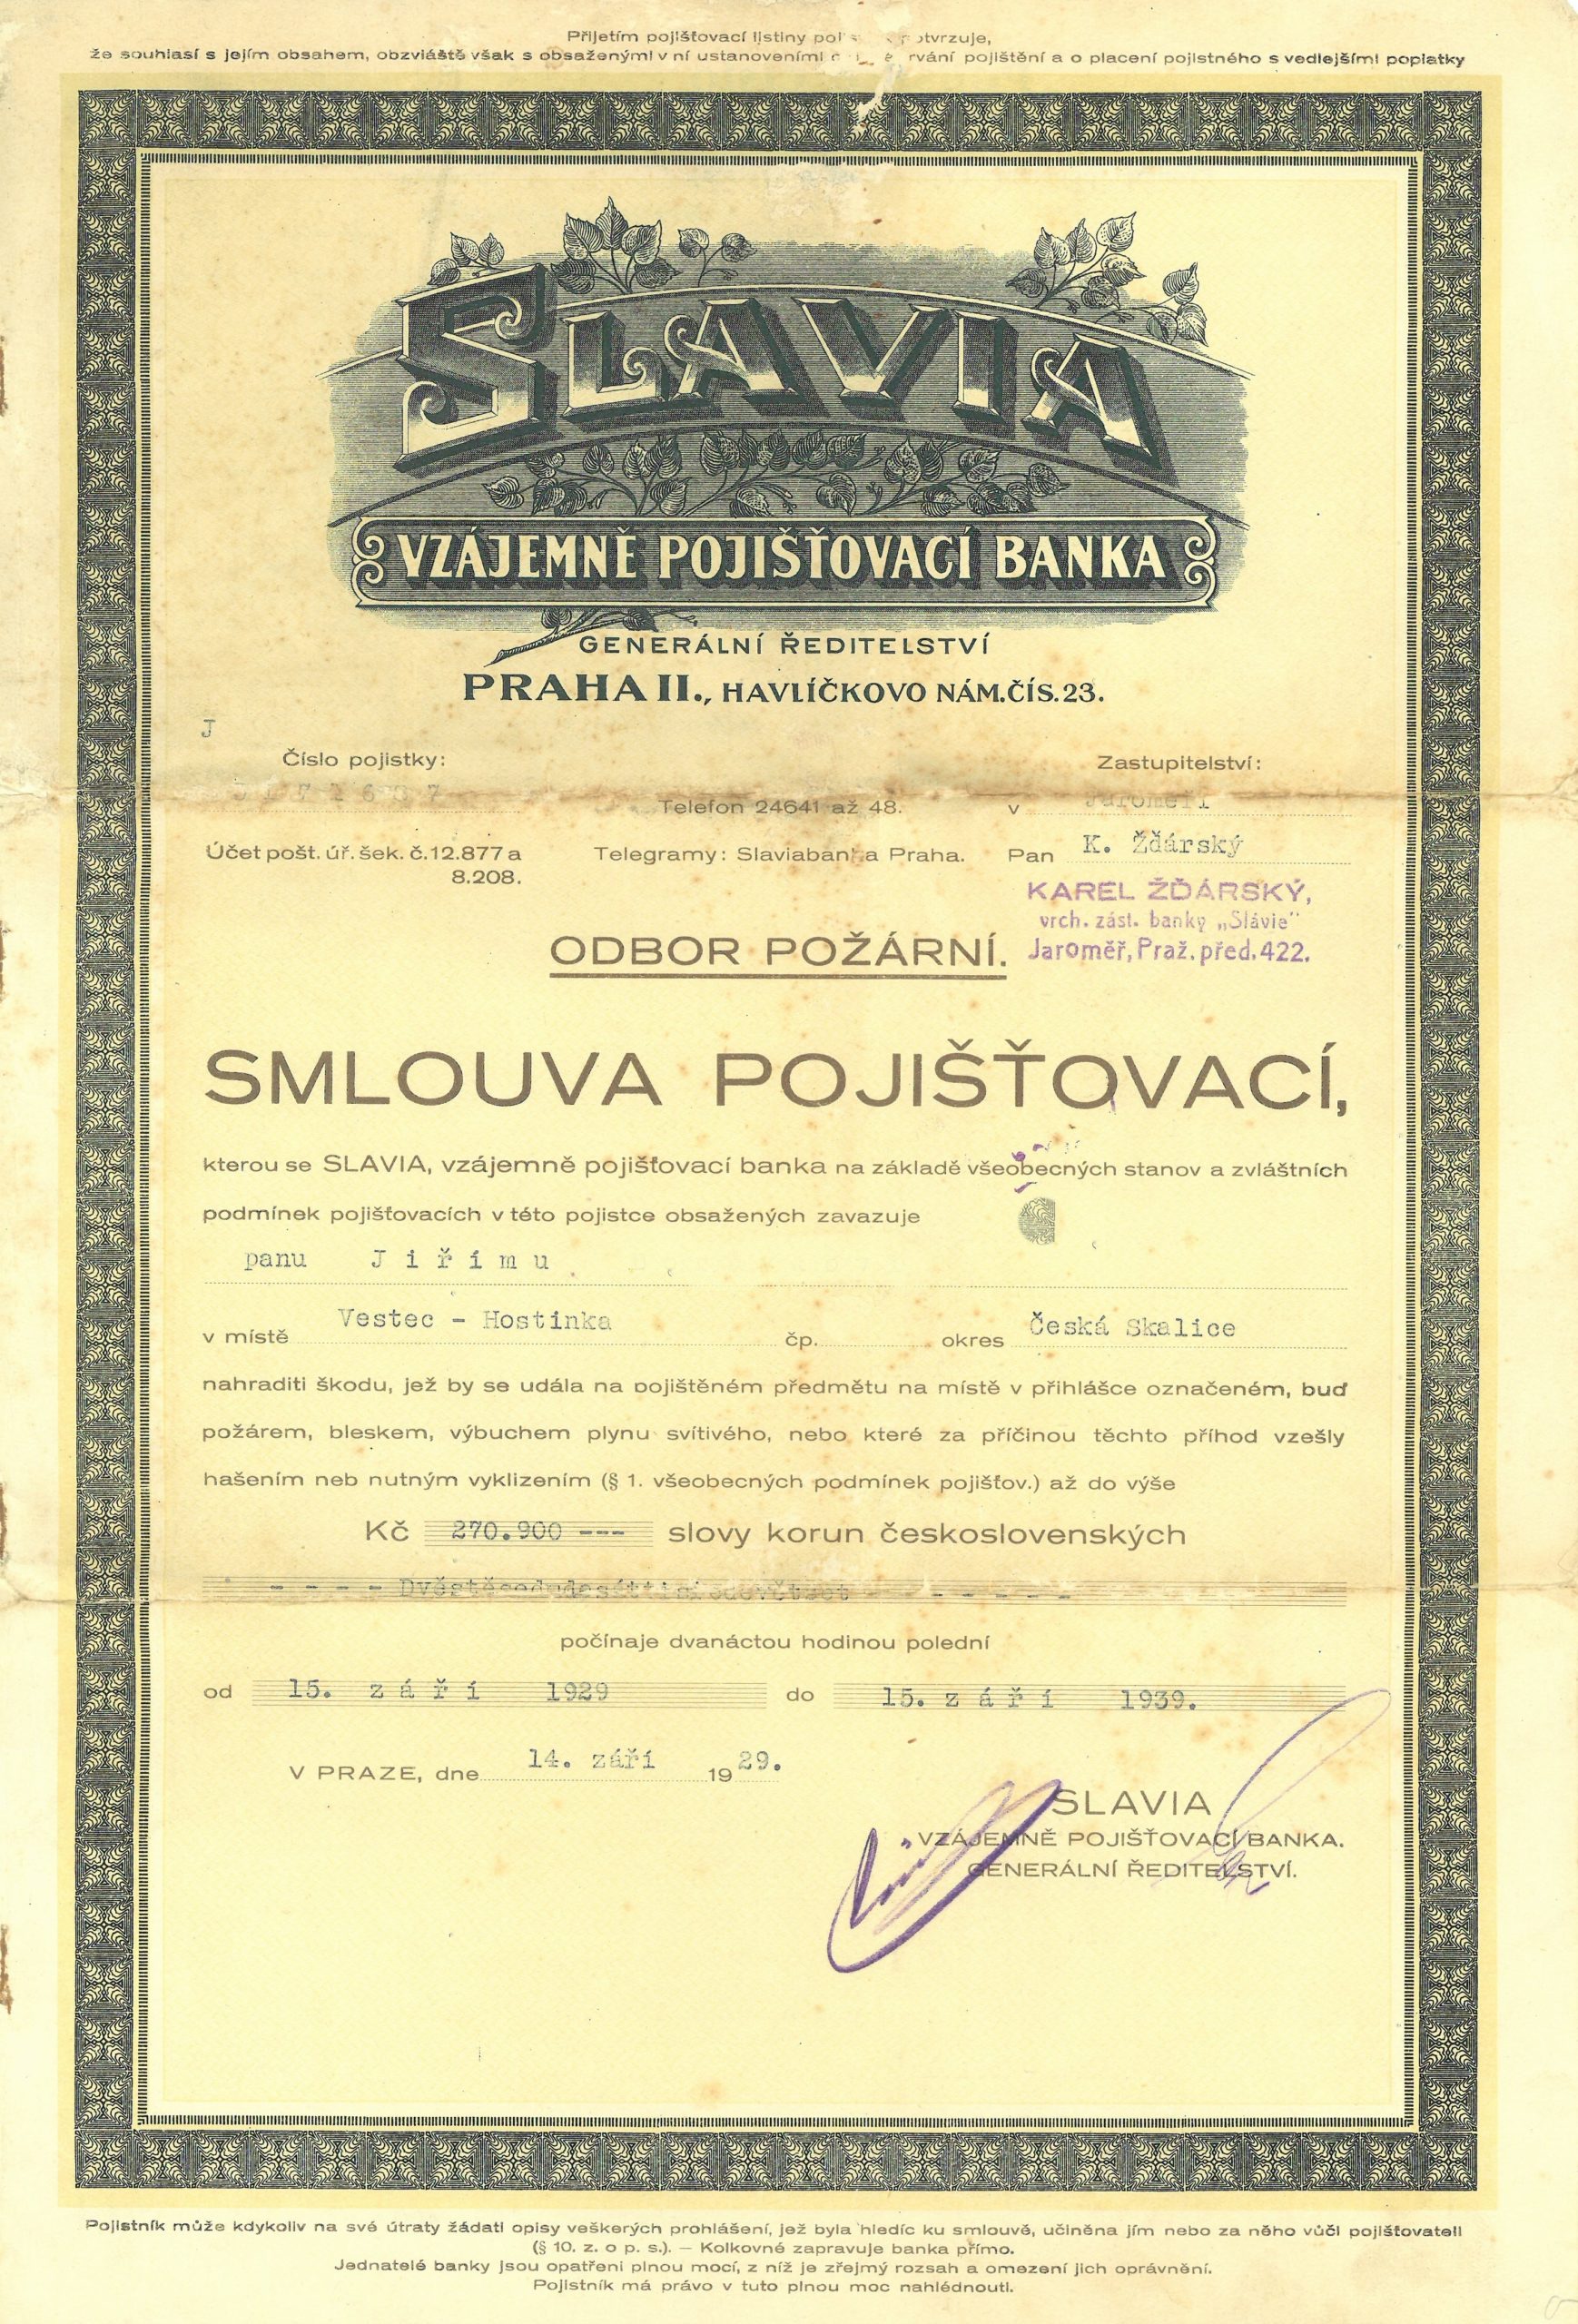 Přijetím pojišťovací listiny potvrzuje,
že souhlasí s jejím obsahem, obzvláště však s obsaženými v ní ustanoveními rvání pojištění a o placení pojistného s vedlejšími poplatky
SLAVIA
VZÁJEMNĚ POJIŠŤOVACÍ BANKA
GENERÁLNÍ ŘEDITELSTVÍ
PRAHA II., HAVLÍČKOVO NÁM. ČÍS. 23.
J
Číslo pojistky: Zastupitelství:
Telefon 24641 až 48. v Jaroměři
Účet pošt. úř. šek. č. 12.877 a Telegramy: Slaviabanka Praha. Pan K. Žďárský
8.208.
KAREL ŽĎÁRSKÝ,
vrch. zást. banky „Slávie"
ODBOR POŽÁRNÍ. Jaroměř, Praž. před. 422.
SMLOUVA POJIŠŤOVACÍ,
kterou se SLAVIA, vzájemně pojišťovací banka na základě všeobecných stanov a zvláštních
podmínek pojišťovacích v této pojistce obsažených zavazuje
panu Jiřímu
v místě Vestec - Hostinka čp. okres Česká Skalice
nahraditi škodu, jež by se udála na pojištěném předmětu na místě v přihlášce označeném, buď
požárem, bleskem, výbuchem plynu svítivého, nebo které za příčinou těchto příhod vzešly
hašením neb nutným vyklizením (§ 1. všeobecných podmínek pojišťov.) až do výše
Kč 270.900 --- slovy korun československých
počínaje dvanáctou hodinou polední
od 15. září 1929 do 15. září 1939.
V PRAZE, dne 14. září 1929.
SLAVIA
VZÁJEMNĚ POJIŠŤOVACÍ BANKA.
GENERÁLNÍ ŘEDITELSTVÍ.
Pojistník může kdykoliv na své útraty žádati opisy veškerých prohlášení, jež byla hledíc ku smlouvě, učiněna jím nebo za něho vůči pojišťovateli
(§ 10. z. o p. s.). — Kolkovné zapravuje banka přímo.
Jednatelé banky jsou opatřeni plnou mocí, z níž je zřejmý rozsah a omezení jich oprávnění.
Pojistník má právo v tuto plnou moc nahlédnouti.